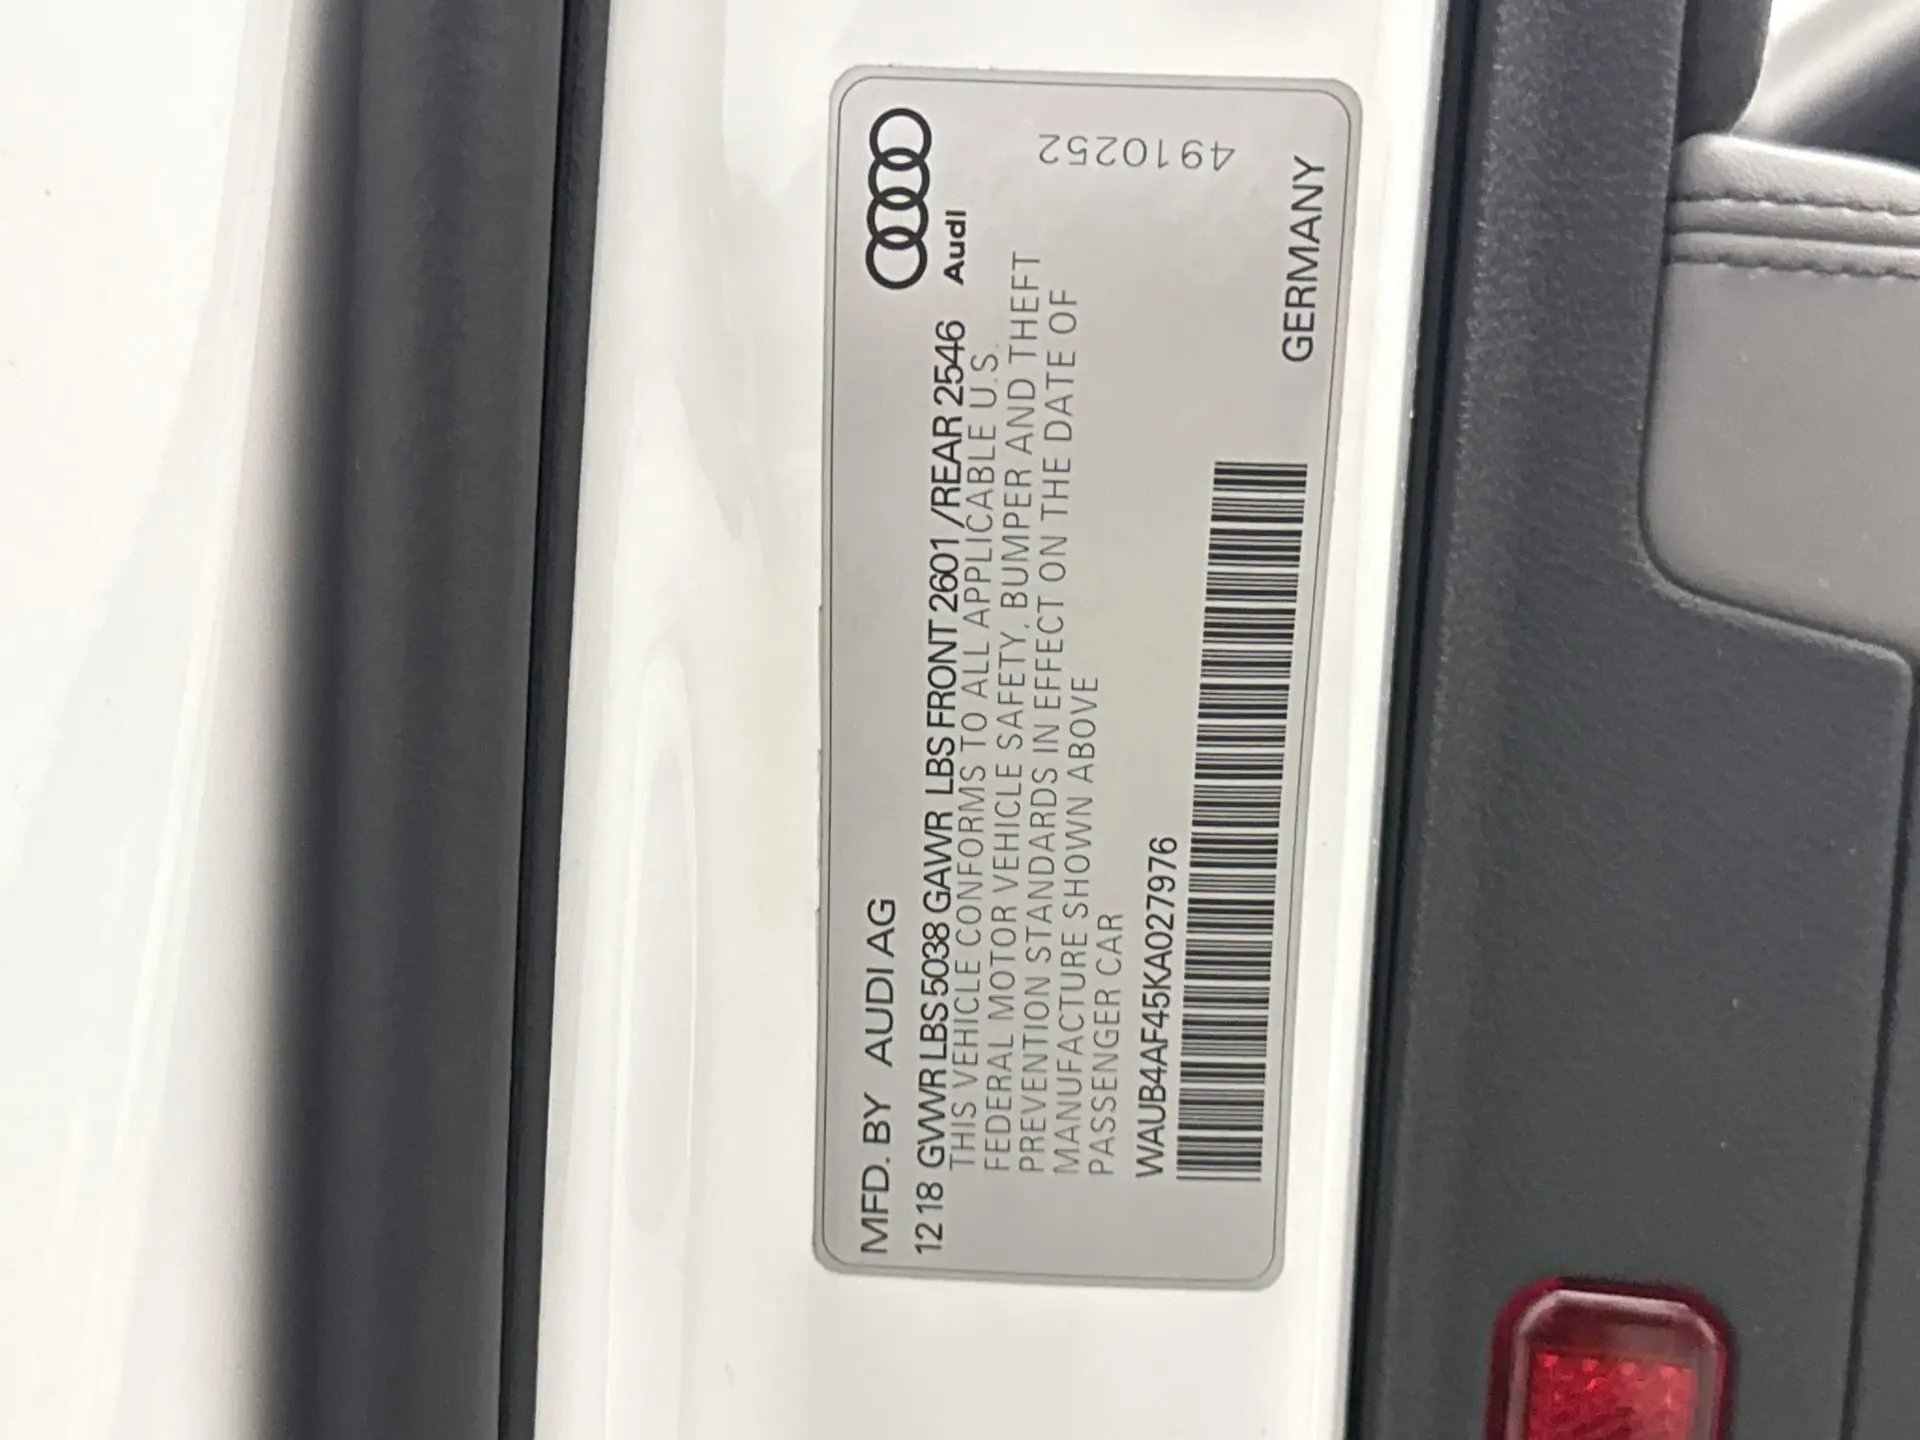 MFD. BY AUDI AG
Audi
12 18 GWWR LBS 5038 GAWR LBS FRONT 2601 /REAR 2546
THIS VEHICLE CONFORMS TO ALL APPLICABLE U.S.
FEDERAL MOTOR VEHICLE SAFETY, BUMPER AND THEFT
PREVENTION STANDARDS IN EFFECT ON THE DATE OF
MANUFACTURE SHOWN ABOVE
PASSENGER CAR
4910252
WAUB4AF45KA027976
GERMANY